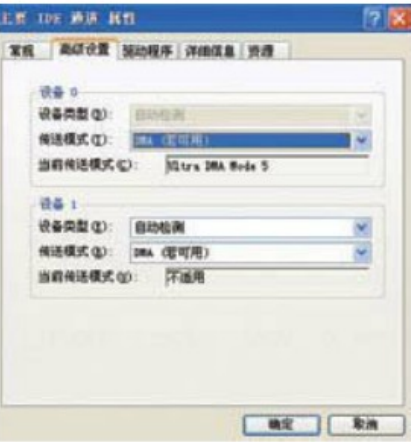 主要 IDE 通道 属性
常规 高级设置 驱动程序 详细信息 资源
设备 0
设备类型(D): 自动检测
传送模式(T): DMA (若可用)
当前传送模式(C): Ultra DMA Mode 5
设备 1
设备类型(E): 自动检测
传送模式(R): DMA (若可用)
当前传送模式(U): 不适用
确定 取消